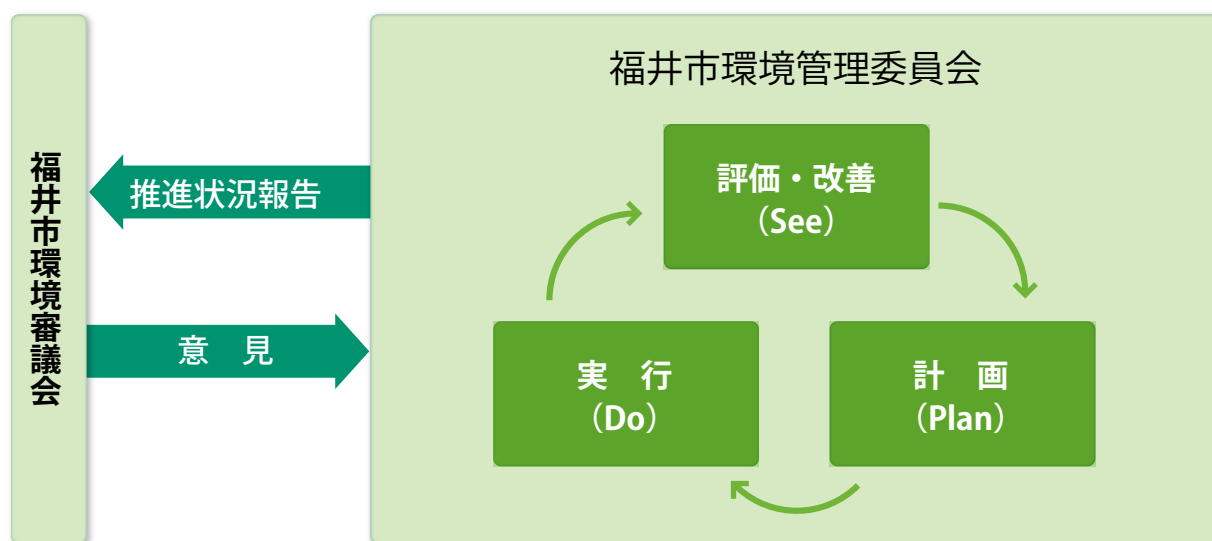 福井市環境審議会
推進状況報告
意　見
福井市環境管理委員会
評価・改善
（See）
実　行
（Do）
計　画
（Plan）